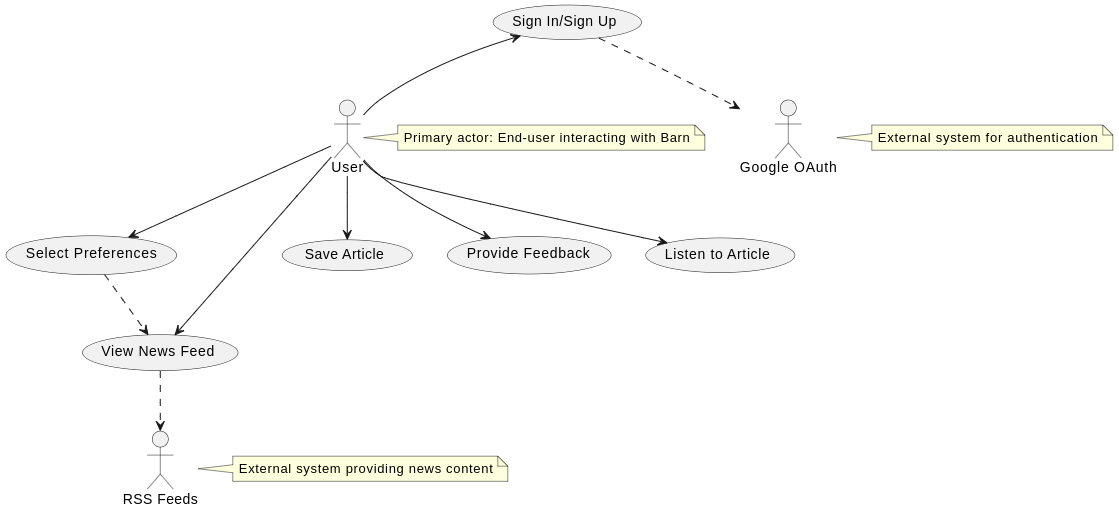 Sign In/Sign Up
Primary actor: End-user interacting with Barn
External system for authentication
User
Google OAuth
Select Preferences
Save Article
Provide Feedback
Listen to Article
View News Feed
External system providing news content
RSS Feeds